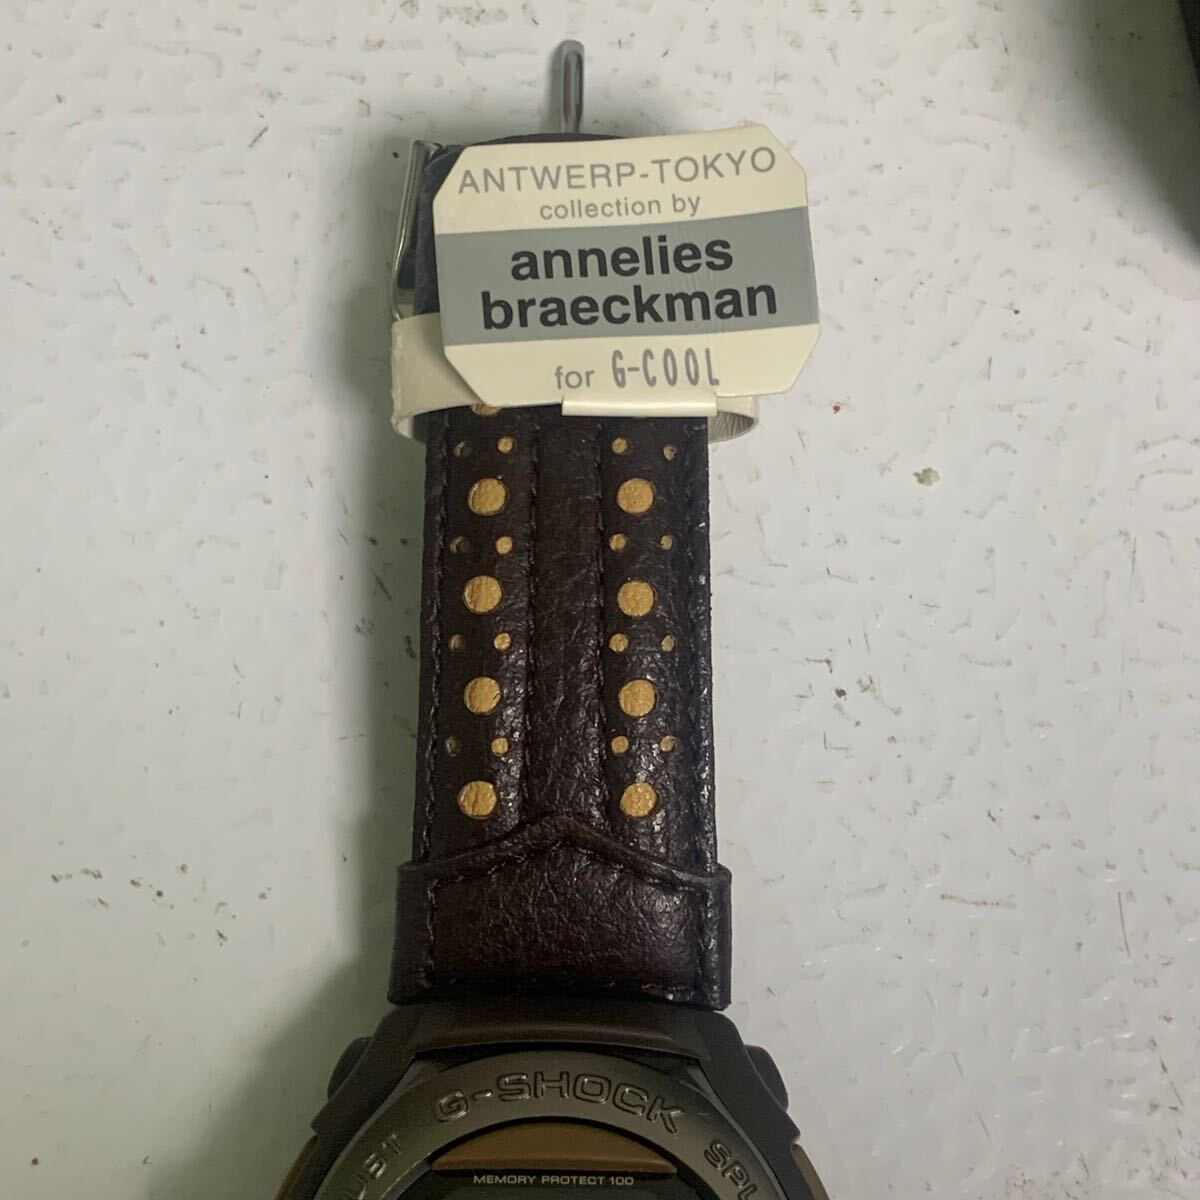 ANTWERP-TOKYO
collection by
annelies
braeckman
for G-COOL
G-SHOCK
MEMORY PROTECT 100